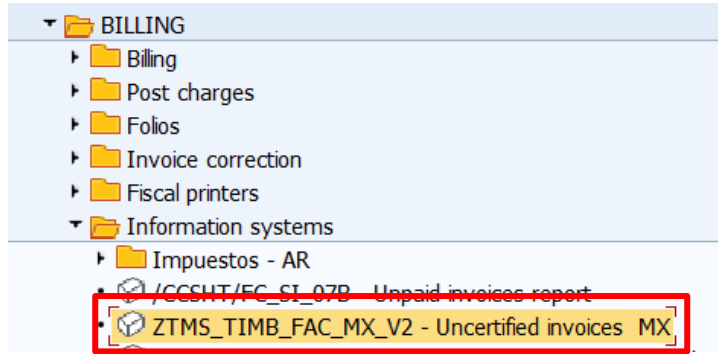 BILLING
Billing
Post charges
Folios
Invoice correction
Fiscal printers
Information systems
Impuestos - AR
/CCSHT/FC_SI_07B - Unpaid invoices report
ZTMS_TIMB_FAC_MX_V2 - Uncertified invoices MX